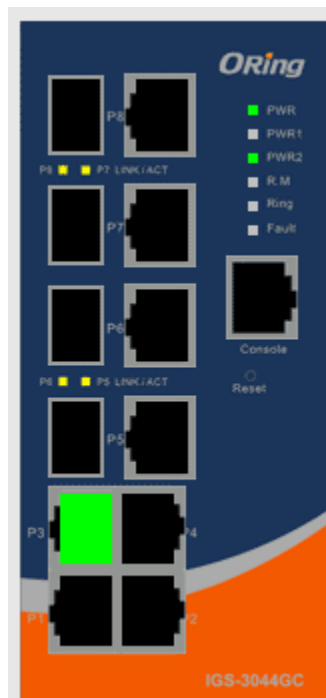 ORing
PWR
PWR1
PWR2
R.M
Ring
Fault
P8
P8 P7 LINK/ACT
P7
P6
Console
P6 P5 LINK/ACT
Reset
P5
P3
P4
P1
P2
IGS-3044GC